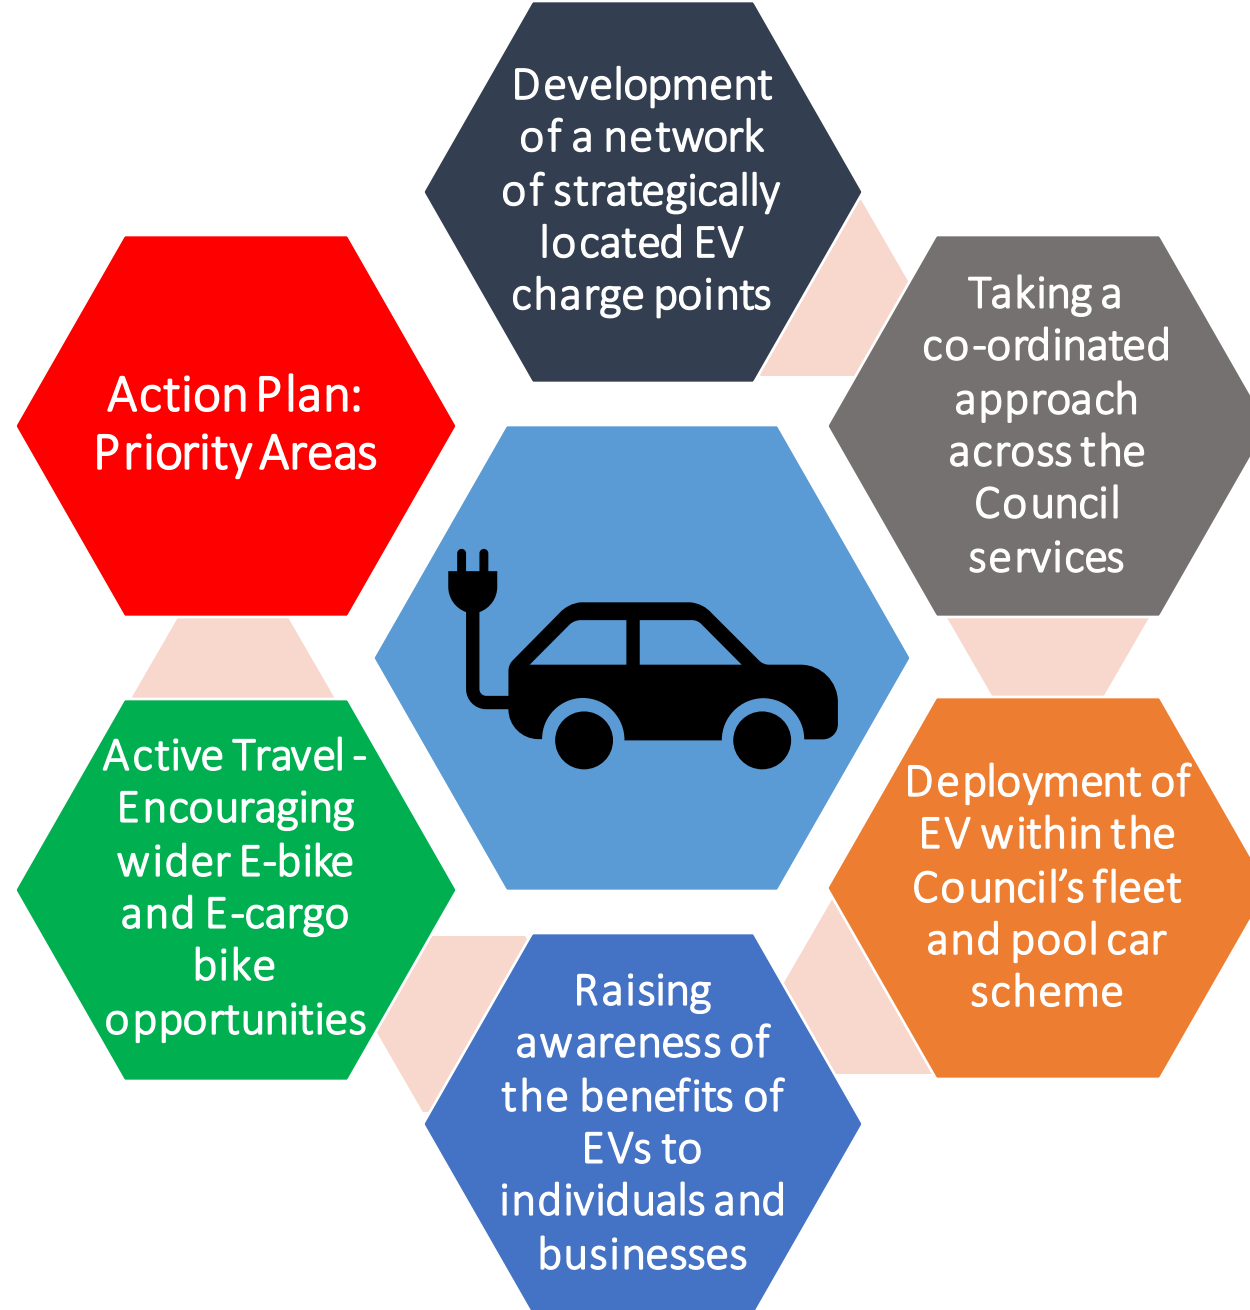 Development
of a network
of strategically
located EV
charge points
Taking a
co-ordinated
approach
across the
Council
services
Deployment of
EV within the
Council’s fleet
and pool car
scheme
Raising
awareness of
the benefits of
EVs to
individuals and
businesses
Active Travel -
Encouraging
wider E-bike
and E-cargo
bike
opportunities
Action Plan:
Priority Areas